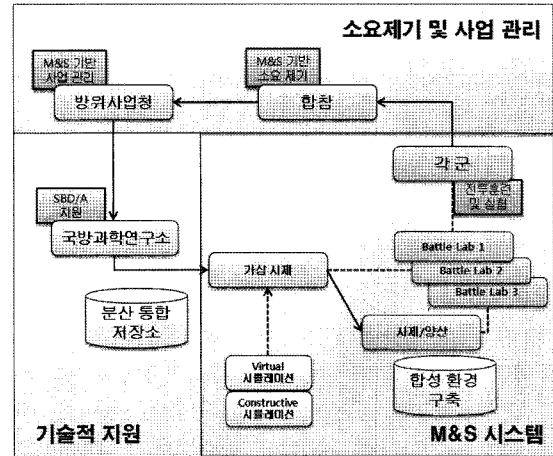 소요제기 및 사업 관리
M&S 기반
사업 관리
방위사업청
M&S 기반
소요 제기
합참
각 군
전투훈련
및 실험
SBD/A
지원
국방과학연구소
분산 통합
저장소
가상 시제
Battle Lab 1
Battle Lab 2
Battle Lab 3
시제/양산
Virtual
시뮬레이션
Constructive
시뮬레이션
합성 환경
구축
기술적 지원
M&S 시스템